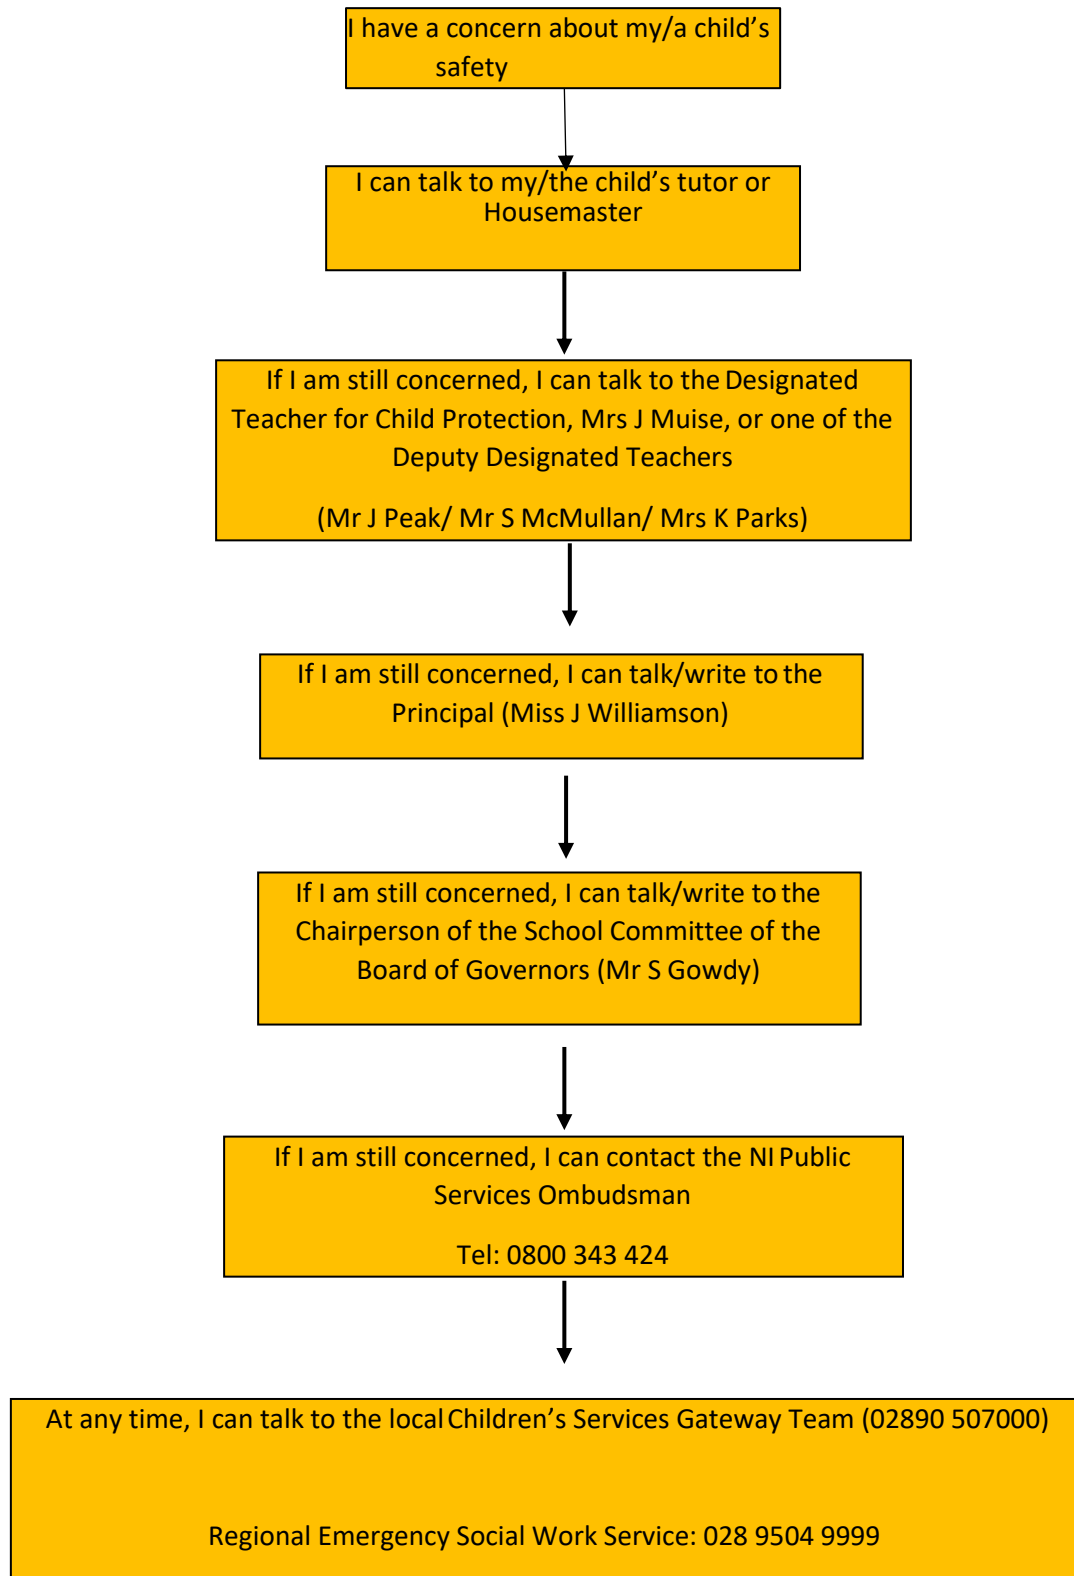 I have a concern about my/a child’s
safety
I can talk to my/the child’s tutor or
Housemaster
If I am still concerned, I can talk to the Designated
Teacher for Child Protection, Mrs J Muise, or one of the
Deputy Designated Teachers
(Mr J Peak/ Mr S McMullan/ Mrs K Parks)
If I am still concerned, I can talk/write to the
Principal (Miss J Williamson)
If I am still concerned, I can talk/write to the
Chairperson of the School Committee of the
Board of Governors (Mr S Gowdy)
If I am still concerned, I can contact the NI Public
Services Ombudsman
Tel: 0800 343 424
At any time, I can talk to the local Children’s Services Gateway Team (02890 507000)
Regional Emergency Social Work Service: 028 9504 9999